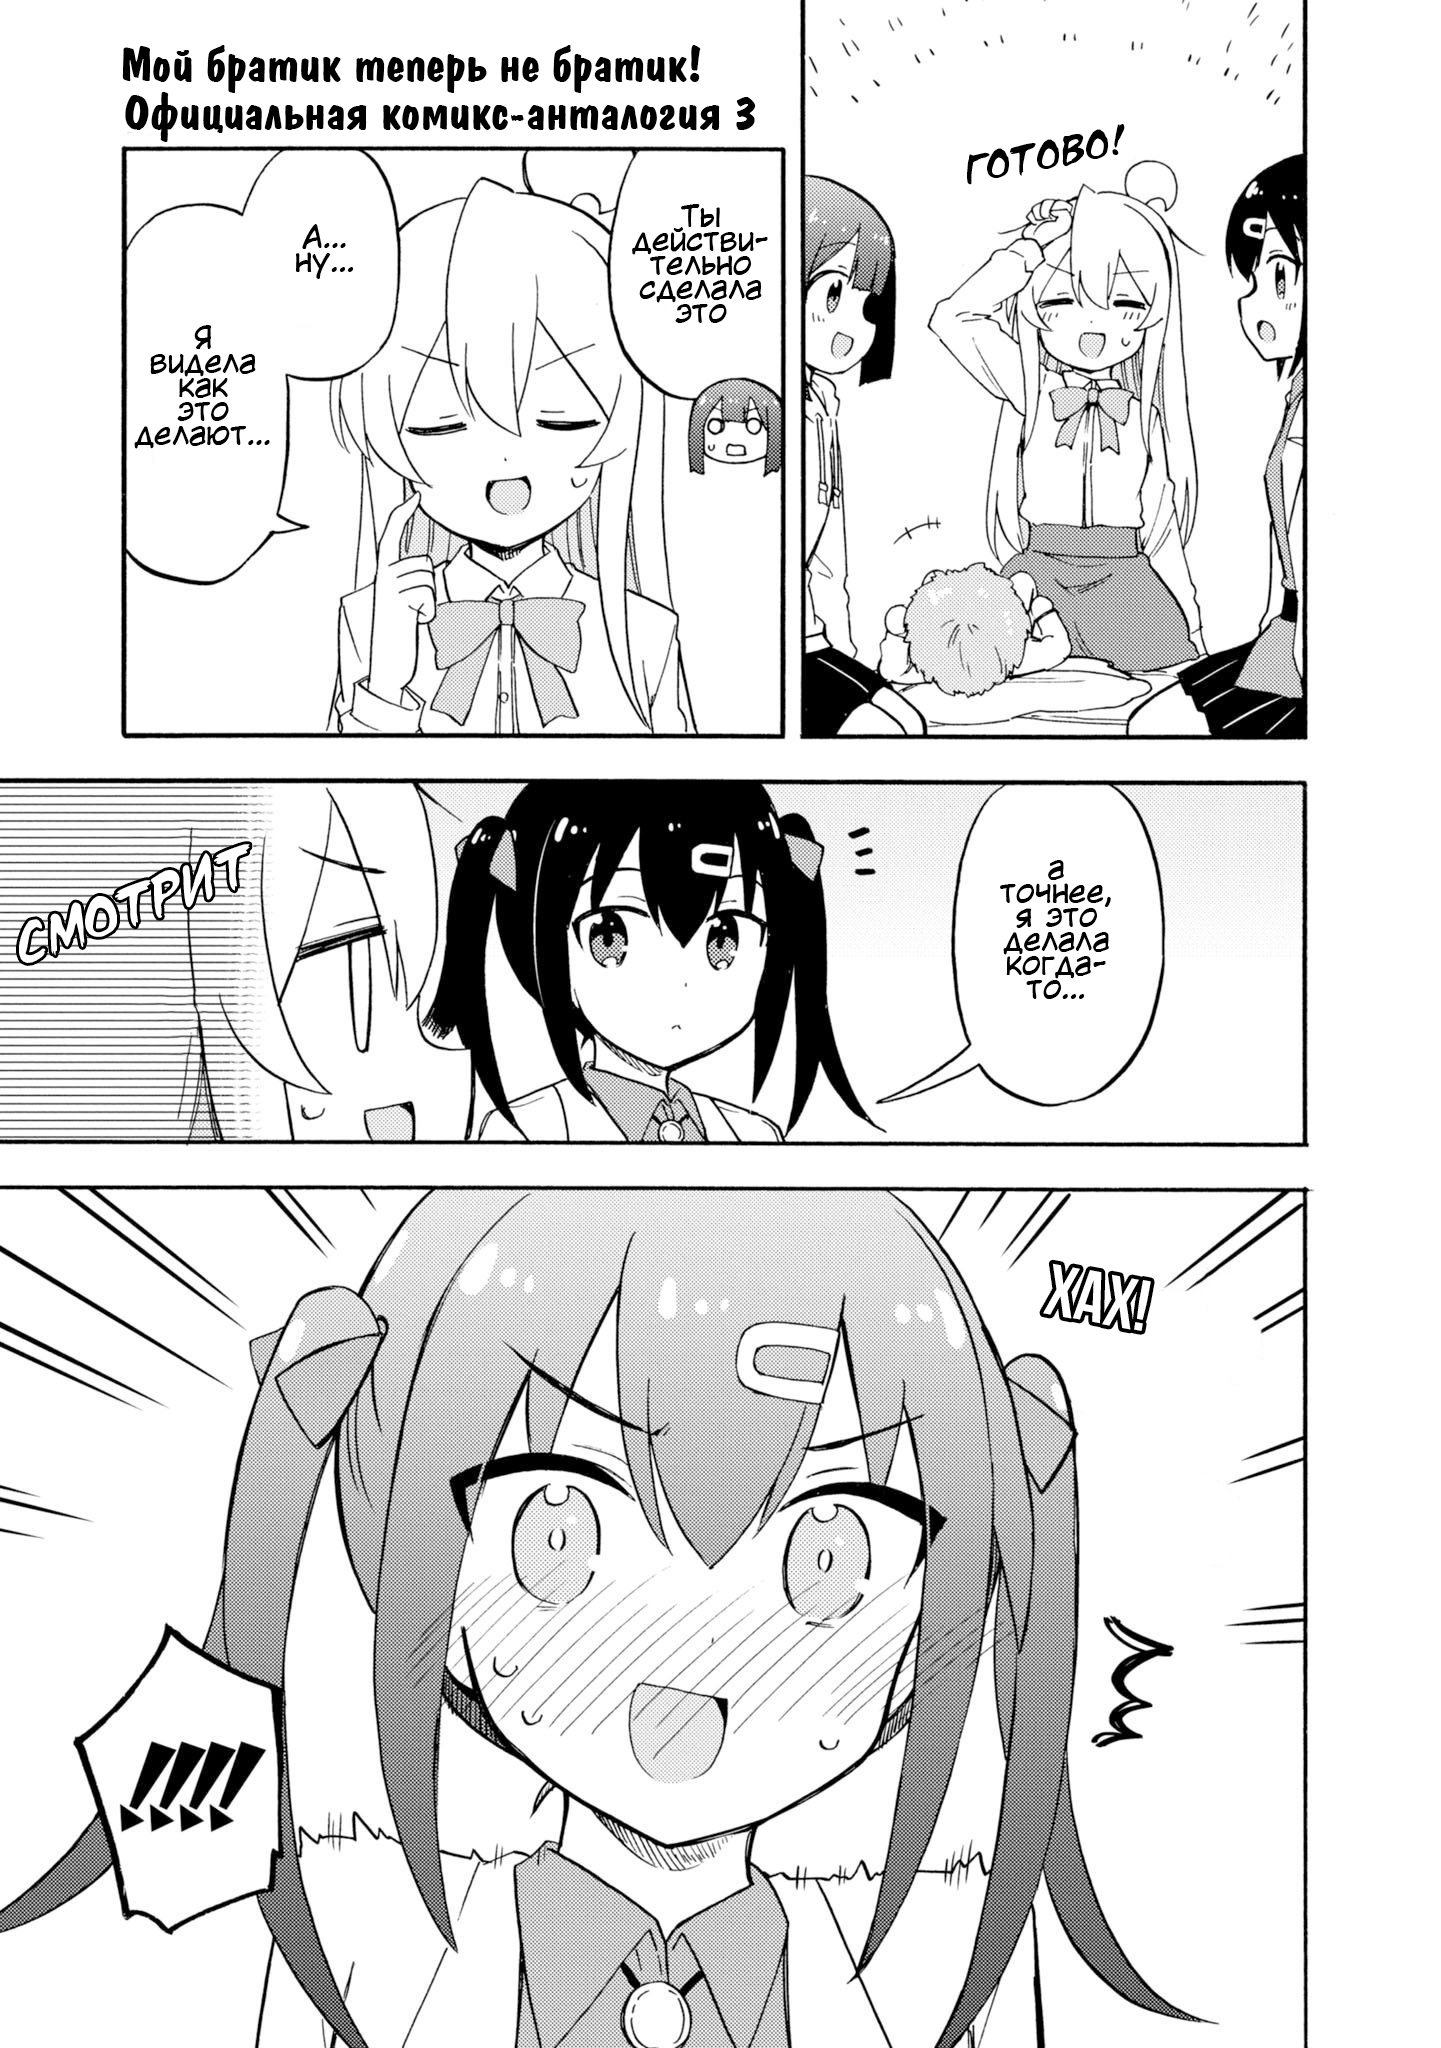 Мой братик теперь не братик!
Официальная комикс-анталогия 3
ГОТОВО!
Ты
действи-
тельно
сделала
это
А...
ну...
Я
видела
как
это
делают...
а
точнее,
я это
делала
когда-
то...
СМОТРИТ
ХАХ!
!!!!